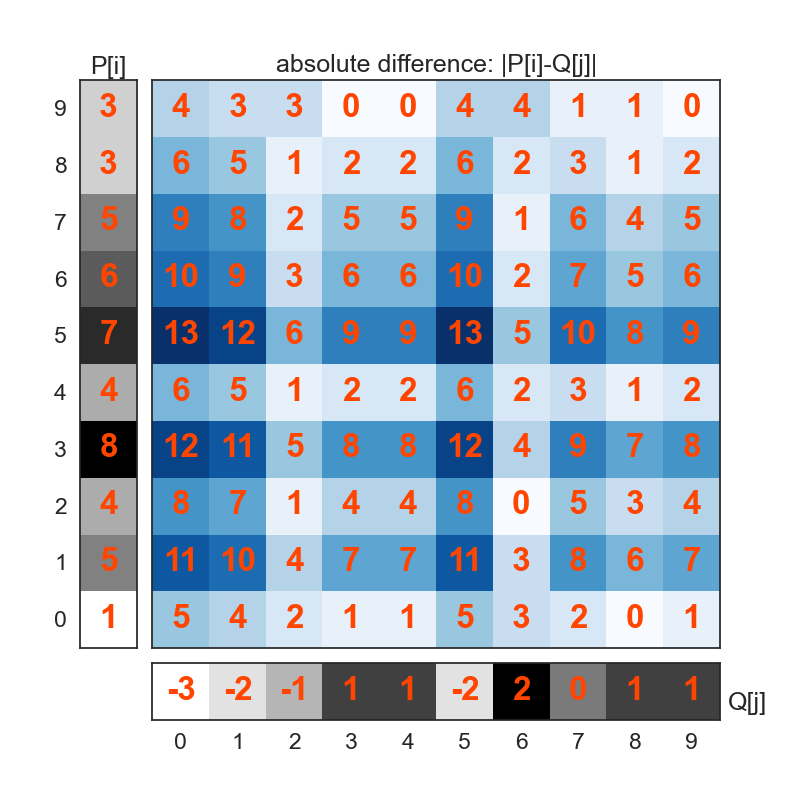 P[i] absolute difference: |P[i]-Q[j]|
9 3 4 3 3 0 0 4 4 1 1 0
8 3 6 5 1 2 2 6 2 3 1 2
7 5 9 8 2 5 5 9 1 6 4 5
6 6 10 9 3 6 6 10 2 7 5 6
5 7 13 12 6 9 9 13 5 10 8 9
4 4 6 5 1 2 2 6 2 3 1 2
3 8 12 11 5 8 8 12 4 9 7 8
2 4 8 7 1 4 4 8 0 5 3 4
1 5 11 10 4 7 7 11 3 8 6 7
0 1 5 4 2 1 1 5 3 2 0 1
-3 -2 -1 1 1 -2 2 0 1 1 Q[j]
0 1 2 3 4 5 6 7 8 9